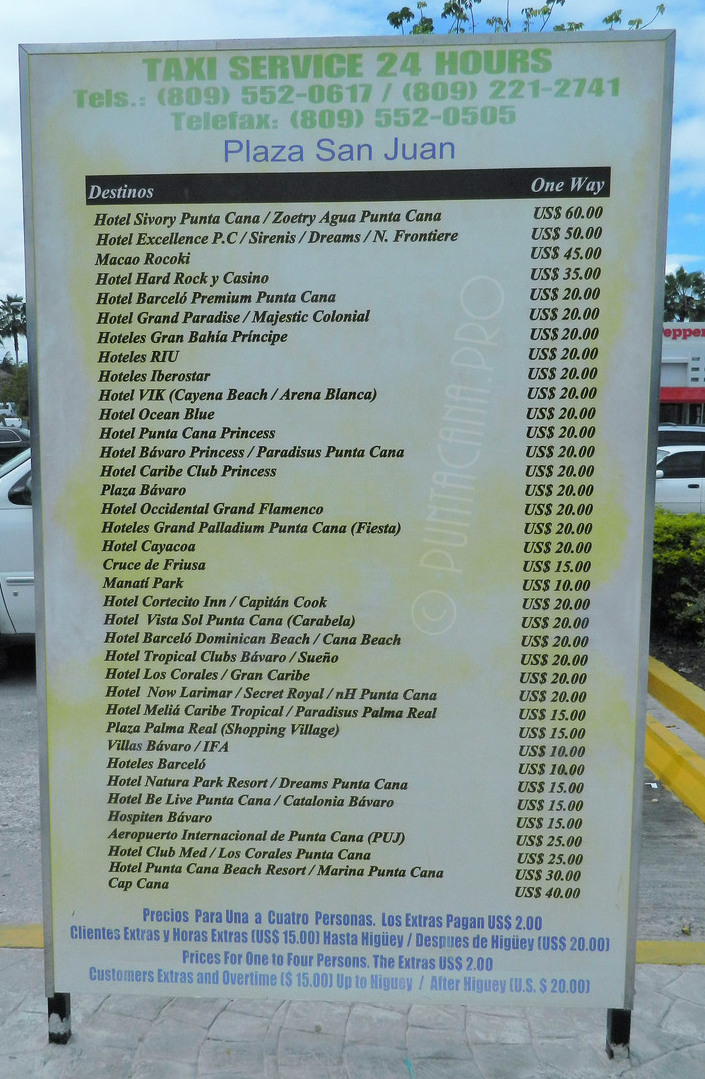 TAXI SERVICE 24 HOURS
Tels.: (809) 552-0617 / (809) 221-2741
Telefax: (809) 552-0505
Plaza San Juan
Destinos One Way
Hotel Sivory Punta Cana / Zoetry Agua Punta Cana US$ 60.00
Hotel Excellence P.C / Sirenis / Dreams / N. Frontiere US$ 50.00
Macao Rocoki US$ 45.00
Hotel Hard Rock y Casino US$ 35.00
Hotel Barceló Premium Punta Cana US$ 20.00
Hotel Grand Paradise / Majestic Colonial US$ 20.00
Hoteles Gran Bahía Príncipe US$ 20.00
Hoteles RIU US$ 20.00
Hoteles Iberostar US$ 20.00
Hotel VIK (Cayena Beach / Arena Blanca) US$ 20.00
Hotel Ocean Blue US$ 20.00
Hotel Punta Cana Princess US$ 20.00
Hotel Bávaro Princess / Paradisus Punta Cana US$ 20.00
Hotel Caribe Club Princess US$ 20.00
Plaza Bávaro US$ 20.00
Hotel Occidental Grand Flamenco US$ 20.00
Hoteles Grand Palladium Punta Cana (Fiesta) US$ 20.00
Hotel Cayacoa US$ 20.00
Cruce de Friusa US$ 15.00
Manatí Park US$ 10.00
Hotel Cortecito Inn / Capitán Cook US$ 20.00
Hotel Vista Sol Punta Cana (Carabela) US$ 20.00
Hotel Barceló Dominican Beach / Cana Beach US$ 20.00
Hotel Tropical Clubs Bávaro / Sueño US$ 20.00
Hotel Los Corales / Gran Caribe US$ 20.00
Hotel Now Larimar / Secret Royal / nH Punta Cana US$ 20.00
Hotel Meliá Caribe Tropical / Paradisus Palma Real US$ 15.00
Plaza Palma Real (Shopping Village) US$ 15.00
Villas Bávaro / IFA US$ 10.00
Hoteles Barceló US$ 10.00
Hotel Natura Park Resort / Dreams Punta Cana US$ 15.00
Hotel Be Live Punta Cana / Catalonia Bávaro US$ 15.00
Hospiten Bávaro US$ 15.00
Aeropuerto Internacional de Punta Cana (PUJ) US$ 25.00
Hotel Club Med / Los Corales Punta Cana US$ 25.00
Hotel Punta Cana Beach Resort / Marina Punta Cana US$ 30.00
Cap Cana US$ 40.00
Precios Para Una a Cuatro Personas. Los Extras Pagan US$ 2.00
Clientes Extras y Horas Extras (US$ 15.00) Hasta Higüey / Despues de Higüey (US$ 20.00)
Prices For One to Four Persons. The Extras US$ 2.00
Customers Extras and Overtime ($ 15.00) Up to Higuey / After Higuey (U.S. $ 20.00)
© PUNTACANA.PRO